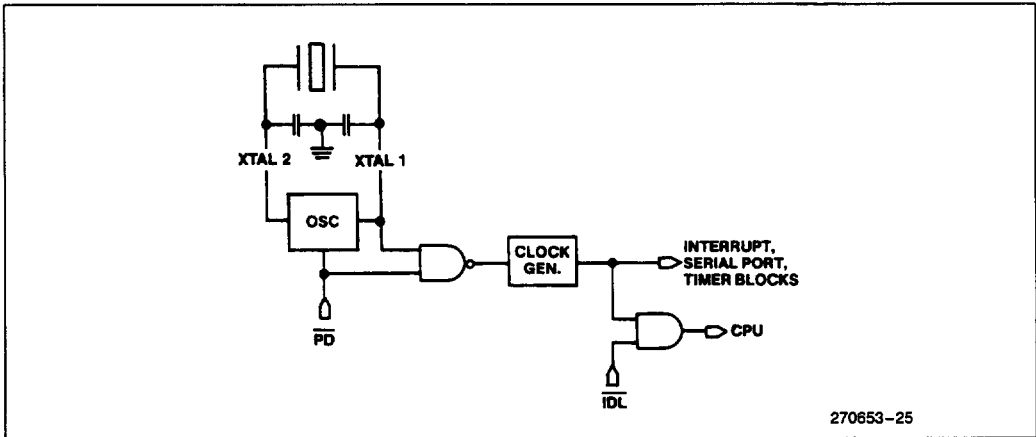 XTAL 2
XTAL 1
OSC
CLOCK
GEN.
INTERRUPT,
SERIAL PORT,
TIMER BLOCKS
PD
CPU
IDL
270653-25